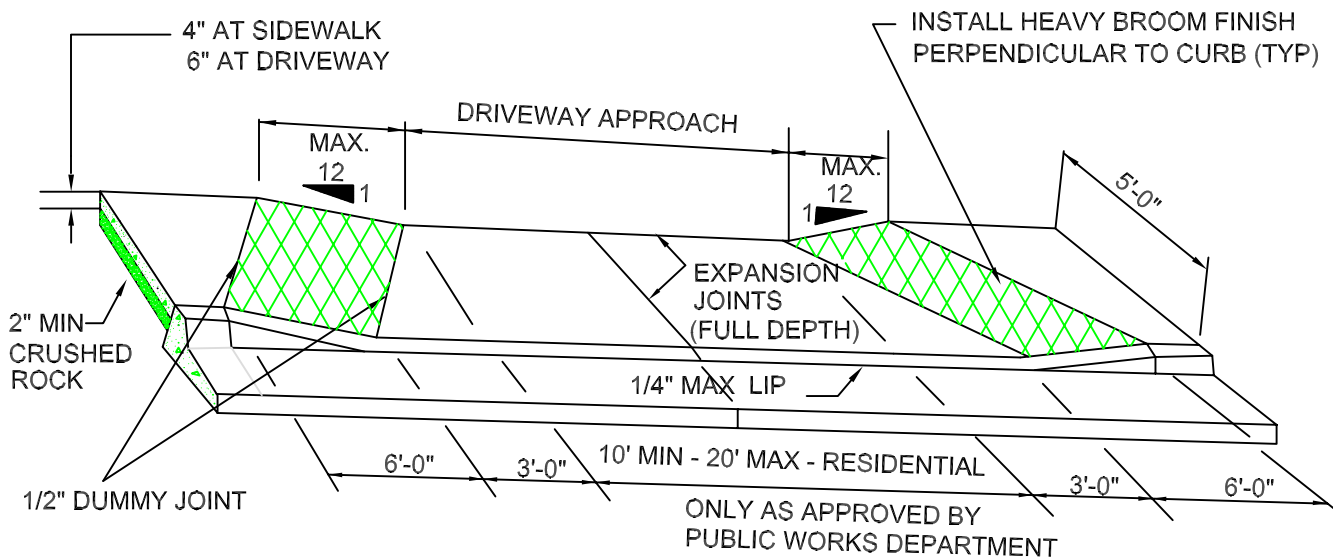 4" AT SIDEWALK
6" AT DRIVEWAY
INSTALL HEAVY BROOM FINISH
PERPENDICULAR TO CURB (TYP)
DRIVEWAY APPROACH
MAX.
12
1
MAX.
12
1
5'-0"
EXPANSION
JOINTS
(FULL DEPTH)
2" MIN
CRUSHED
ROCK
1/4" MAX LIP
1/2" DUMMY JOINT
6'-0"
3'-0"
10' MIN - 20' MAX - RESIDENTIAL
3'-0"
6'-0"
ONLY AS APPROVED BY
PUBLIC WORKS DEPARTMENT